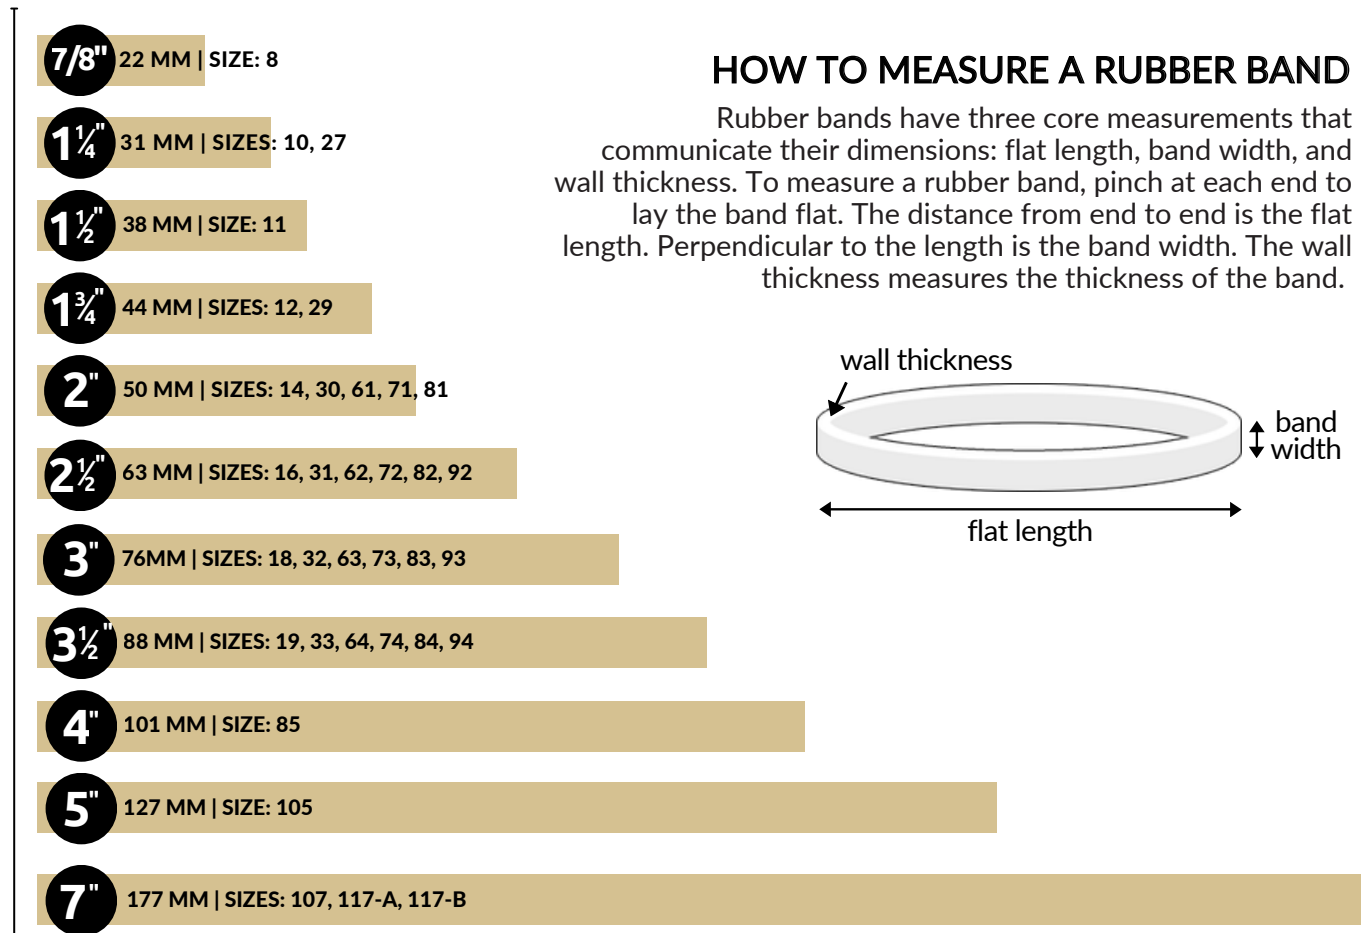 7/8" 22 MM | SIZE: 8
1¼" 31 MM | SIZES: 10, 27
1½" 38 MM | SIZE: 11
1¾" 44 MM | SIZES: 12, 29
2" 50 MM | SIZES: 14, 30, 61, 71, 81
2½" 63 MM | SIZES: 16, 31, 62, 72, 82, 92
3" 76MM | SIZES: 18, 32, 63, 73, 83, 93
3½" 88 MM | SIZES: 19, 33, 64, 74, 84, 94
4" 101 MM | SIZE: 85
5" 127 MM | SIZE: 105
7" 177 MM | SIZES: 107, 117-A, 117-B
HOW TO MEASURE A RUBBER BAND
Rubber bands have three core measurements that
communicate their dimensions: flat length, band width, and
wall thickness. To measure a rubber band, pinch at each end to
lay the band flat. The distance from end to end is the flat
length. Perpendicular to the length is the band width. The wall
thickness measures the thickness of the band.
wall thickness
band
width
flat length